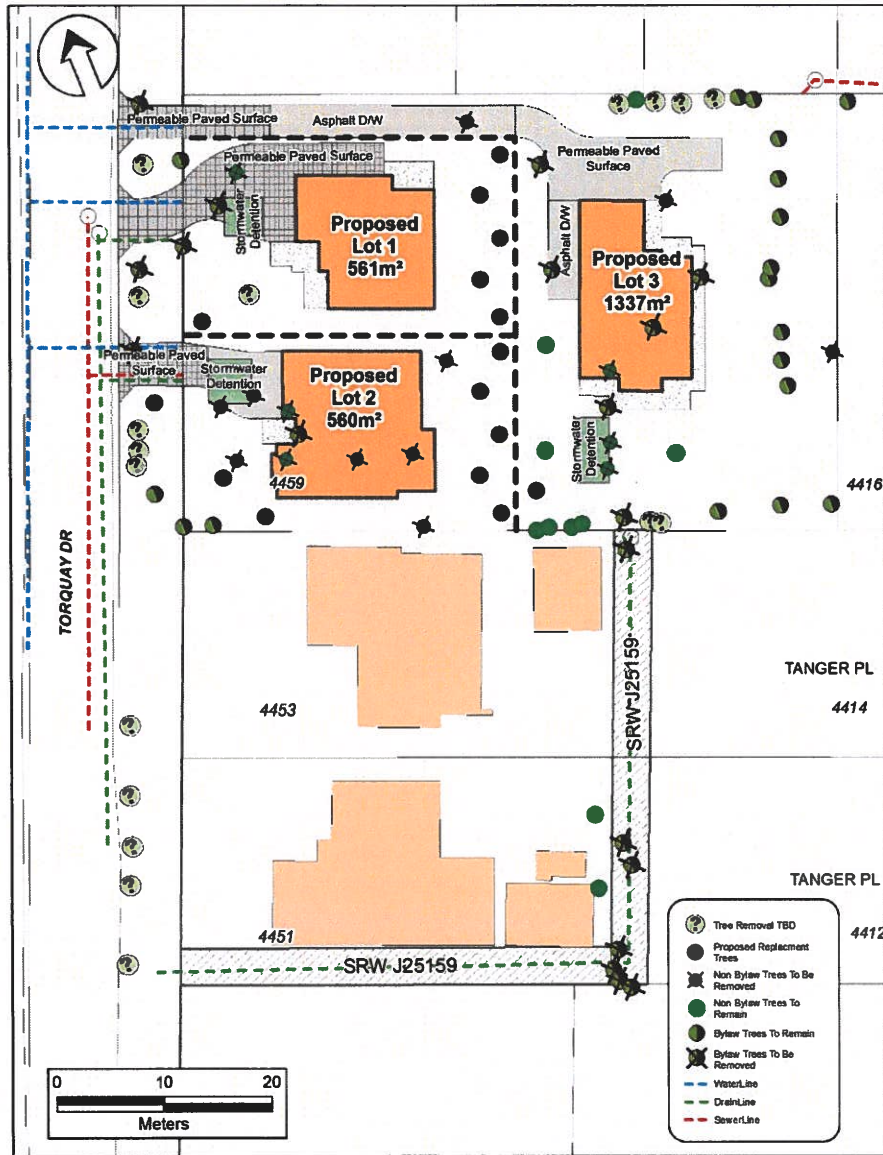 Permeable Paved Surface
Asphalt D/W
Permeable Paved Surface
Permeable Paved
Surface
Stormwater
Detention
Proposed
Lot 1
561m²
Asphalt D/W
Proposed
Lot 3
1337m²
Permeable Paved
Surface
Stormwater
Detention
Proposed
Lot 2
560m²
Stormwater
Detention
4459
4416
TORQUAY DR
SRW J25159
TANGER PL
4453
4414
TANGER PL
4451
4412
SRW J25159
? Tree Removal TBD
Proposed Replacment
Trees
Non Bylaw Trees To Be
Removed
Non Bylaw Trees To
Remain
Bylaw Trees To Remain
Bylaw Trees To Be
Removed
WaterLine
DrainLine
SewerLine
0 10 20
Meters